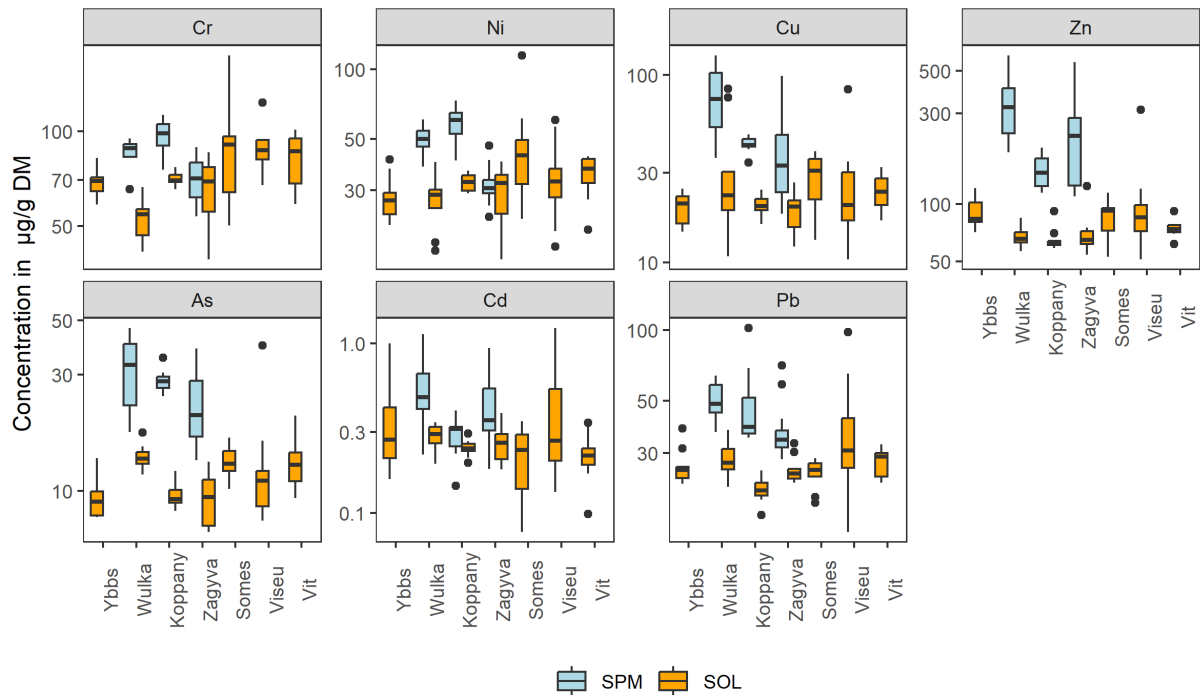 Cr
Ni
Cu
Zn
100
70
50
100
50
30
100
30
10
500
300
100
50
Concentration in µg/g DM
As
Cd
Pb
Ybbs
Wulka
Koppany
Zagyva
Somes
Viseu
Vit
50
30
10
1.0
0.3
0.1
100
50
30
Ybbs
Wulka
Koppany
Zagyva
Somes
Viseu
Vit
Ybbs
Wulka
Koppany
Zagyva
Somes
Viseu
Vit
Ybbs
Wulka
Koppany
Zagyva
Somes
Viseu
Vit
SPM SOL